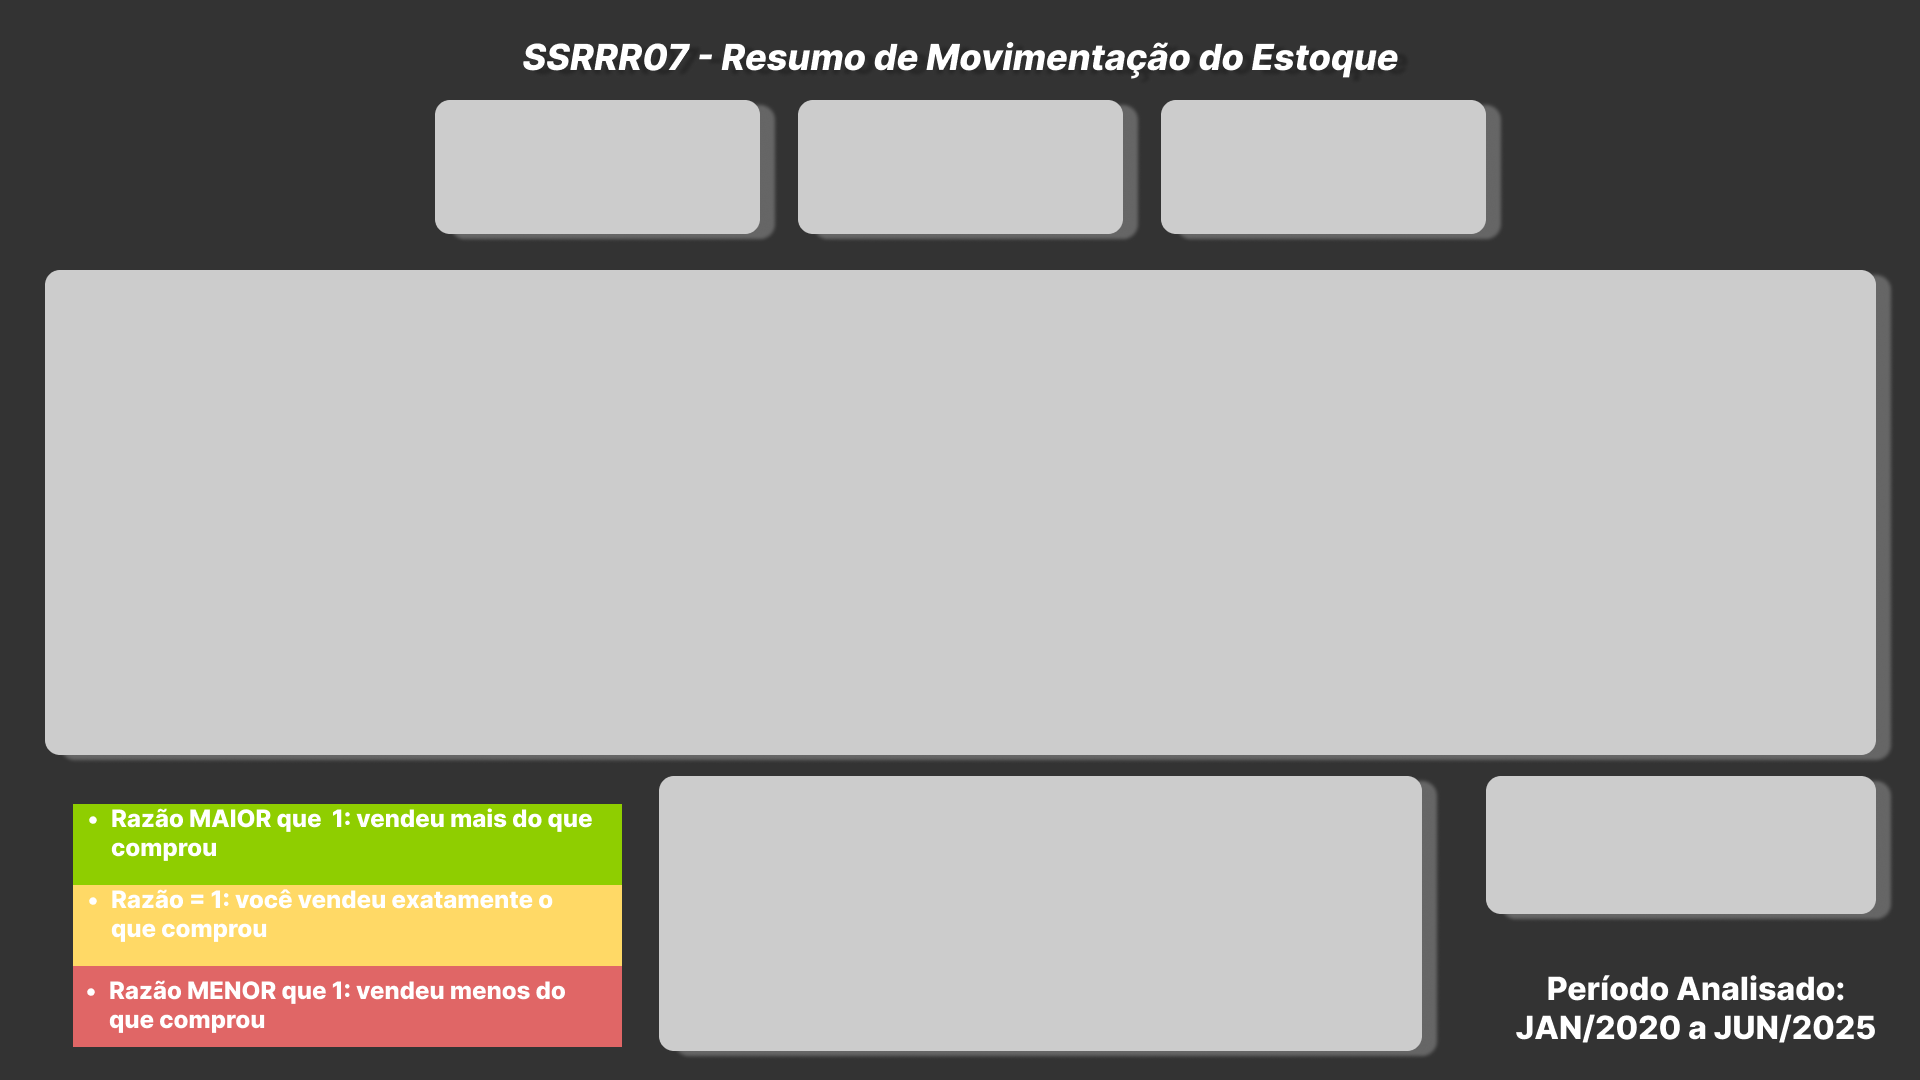 SSRRR07 - Resumo de Movimentação do Estoque
• Razão MAIOR que  1: vendeu mais do que
comprou
• Razão = 1: você vendeu exatamente o
que comprou
• Razão MENOR que 1: vendeu menos do
que comprou
Período Analisado:
JAN/2020 a JUN/2025